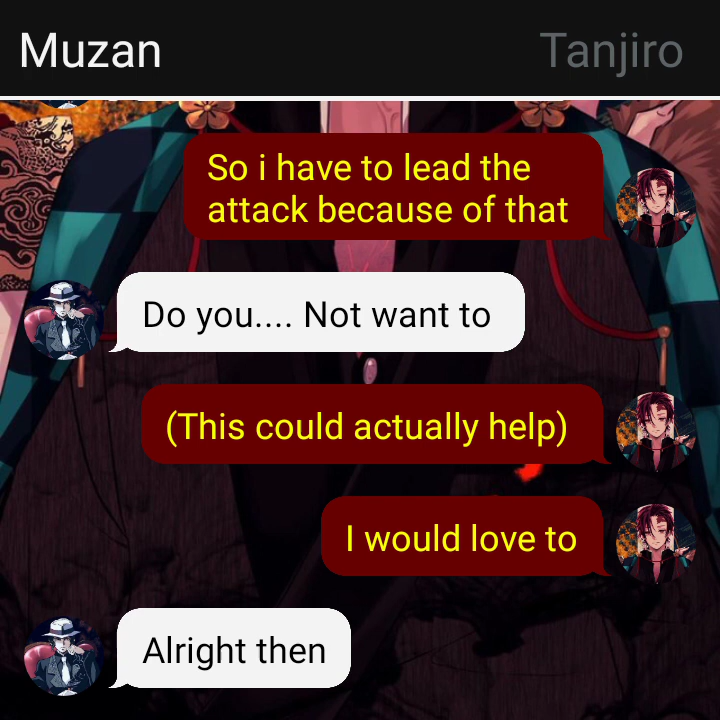 Muzan
Tanjiro
So i have to lead the
attack because of that
Do you.... Not want to
(This could actually help)
I would love to
Alright then